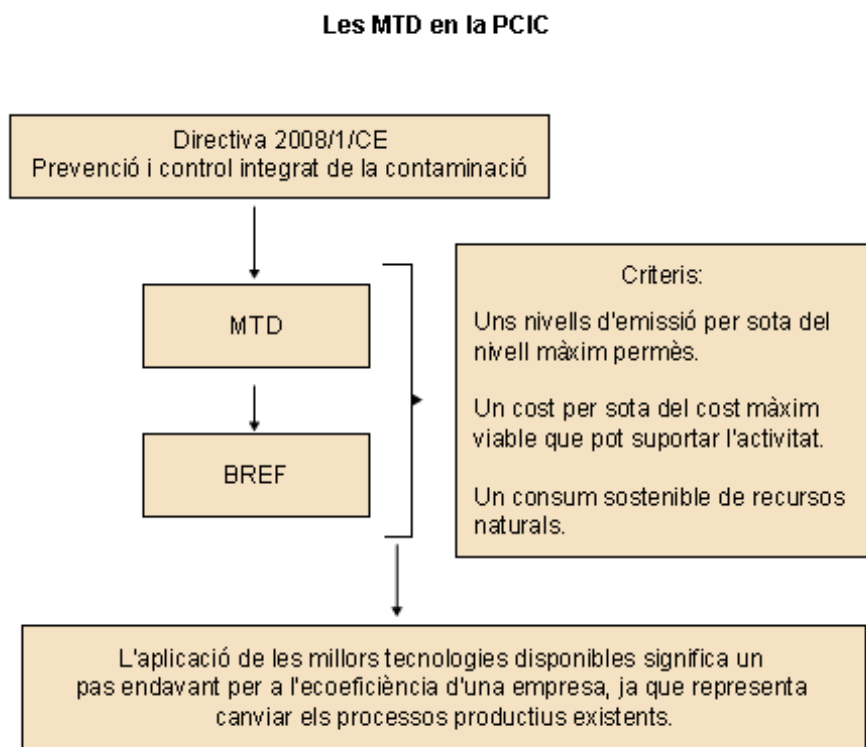 Les MTD en la PCIC
Directiva 2008/1/CE
Prevenció i control integrat de la contaminació
MTD
BREF
Criteris:
Uns nivells d'emissió per sota del
nivell màxim permès.
Un cost per sota del cost màxim
viable que pot suportar l'activitat.
Un consum sostenible de recursos
naturals.
L'aplicació de les millors tecnologies disponibles significa un
pas endavant per a l'ecoeficiència d'una empresa, ja que representa
canviar els processos productius existents.